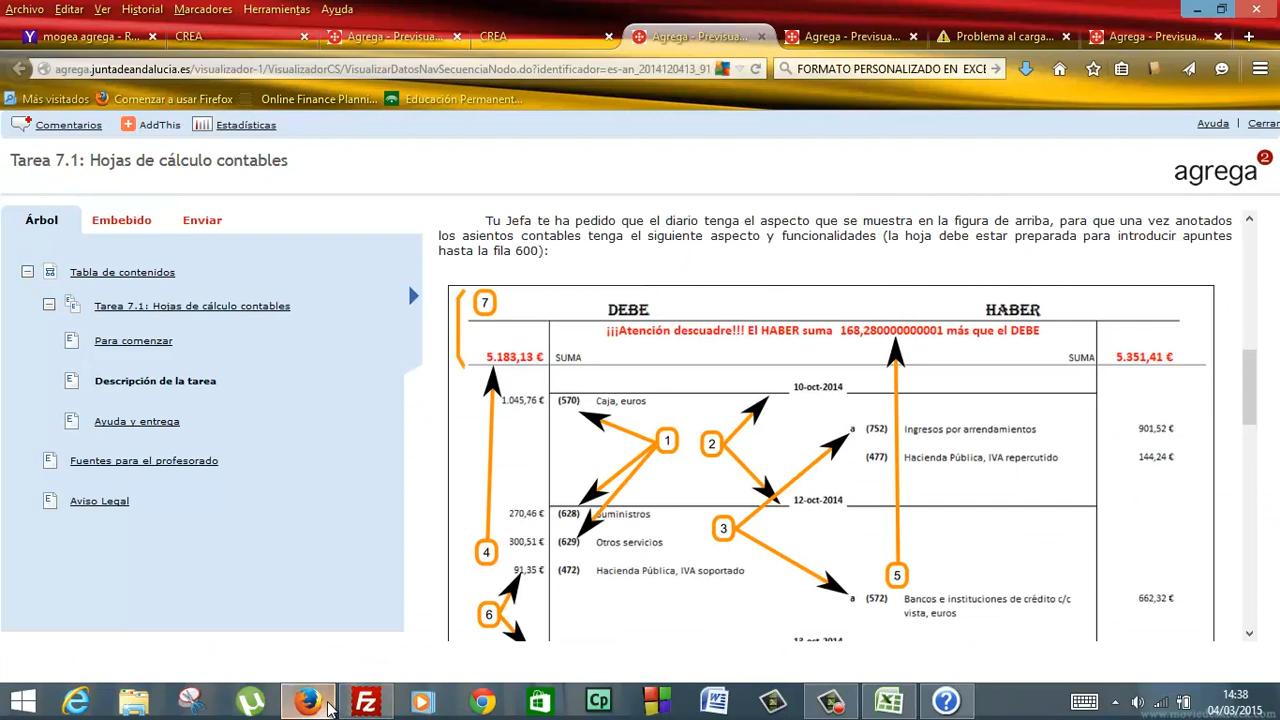 Archivo Editar Ver Historial Marcadores Herramientas Ayuda
mogea agrega - R... CREA Agrega - Previsua... CREA Agrega - Previsua... Agrega - Previsua... Problema al carga... Agrega - Previsua...
agrega.juntadeandalucia.es/visualizador-1/VisualizarCS/VisualizarDatosNavSecuenciaNodo.do?identificador=es-an_2014120413_91 FORMATO PERSONALIZADO EN EXCE
Más visitados Comenzar a usar Firefox Online Finance Planni... Educación Permanent...
Comentarios AddThis Estadísticas Ayuda Cerrar
Tarea 7.1: Hojas de cálculo contables
agrega 2
Árbol Embebido Enviar
Tabla de contenidos
Tarea 7.1: Hojas de cálculo contables
Para comenzar
Descripción de la tarea
Ayuda y entrega
Fuentes para el profesorado
Aviso Legal
Tu Jefa te ha pedido que el diario tenga el aspecto que se muestra en la figura de arriba, para que una vez anotados
los asientos contables tenga el siguiente aspecto y funcionalidades (la hoja debe estar preparada para introducir apuntes
hasta la fila 600):
7 DEBE HABER
¡¡¡Atención descuadre!!! El HABER suma 168,280000000001 más que el DEBE
5.183,13 € SUMA SUMA 5.351,41 €
10-oct-2014
1.045,76 € (570) Caja, euros
1 2
a (752) Ingresos por arrendamientos 901,52 €
(477) Hacienda Pública, IVA repercutido 144,24 €
12-oct-2014
270,46 € (628) Suministros
3
300,51 € (629) Otros servicios
4
91,35 € (472) Hacienda Pública, IVA soportado
5
a (572) Bancos e instituciones de crédito c/c 662,32 €
vista, euros
6
13-oct-2014
14:38
04/03/2015